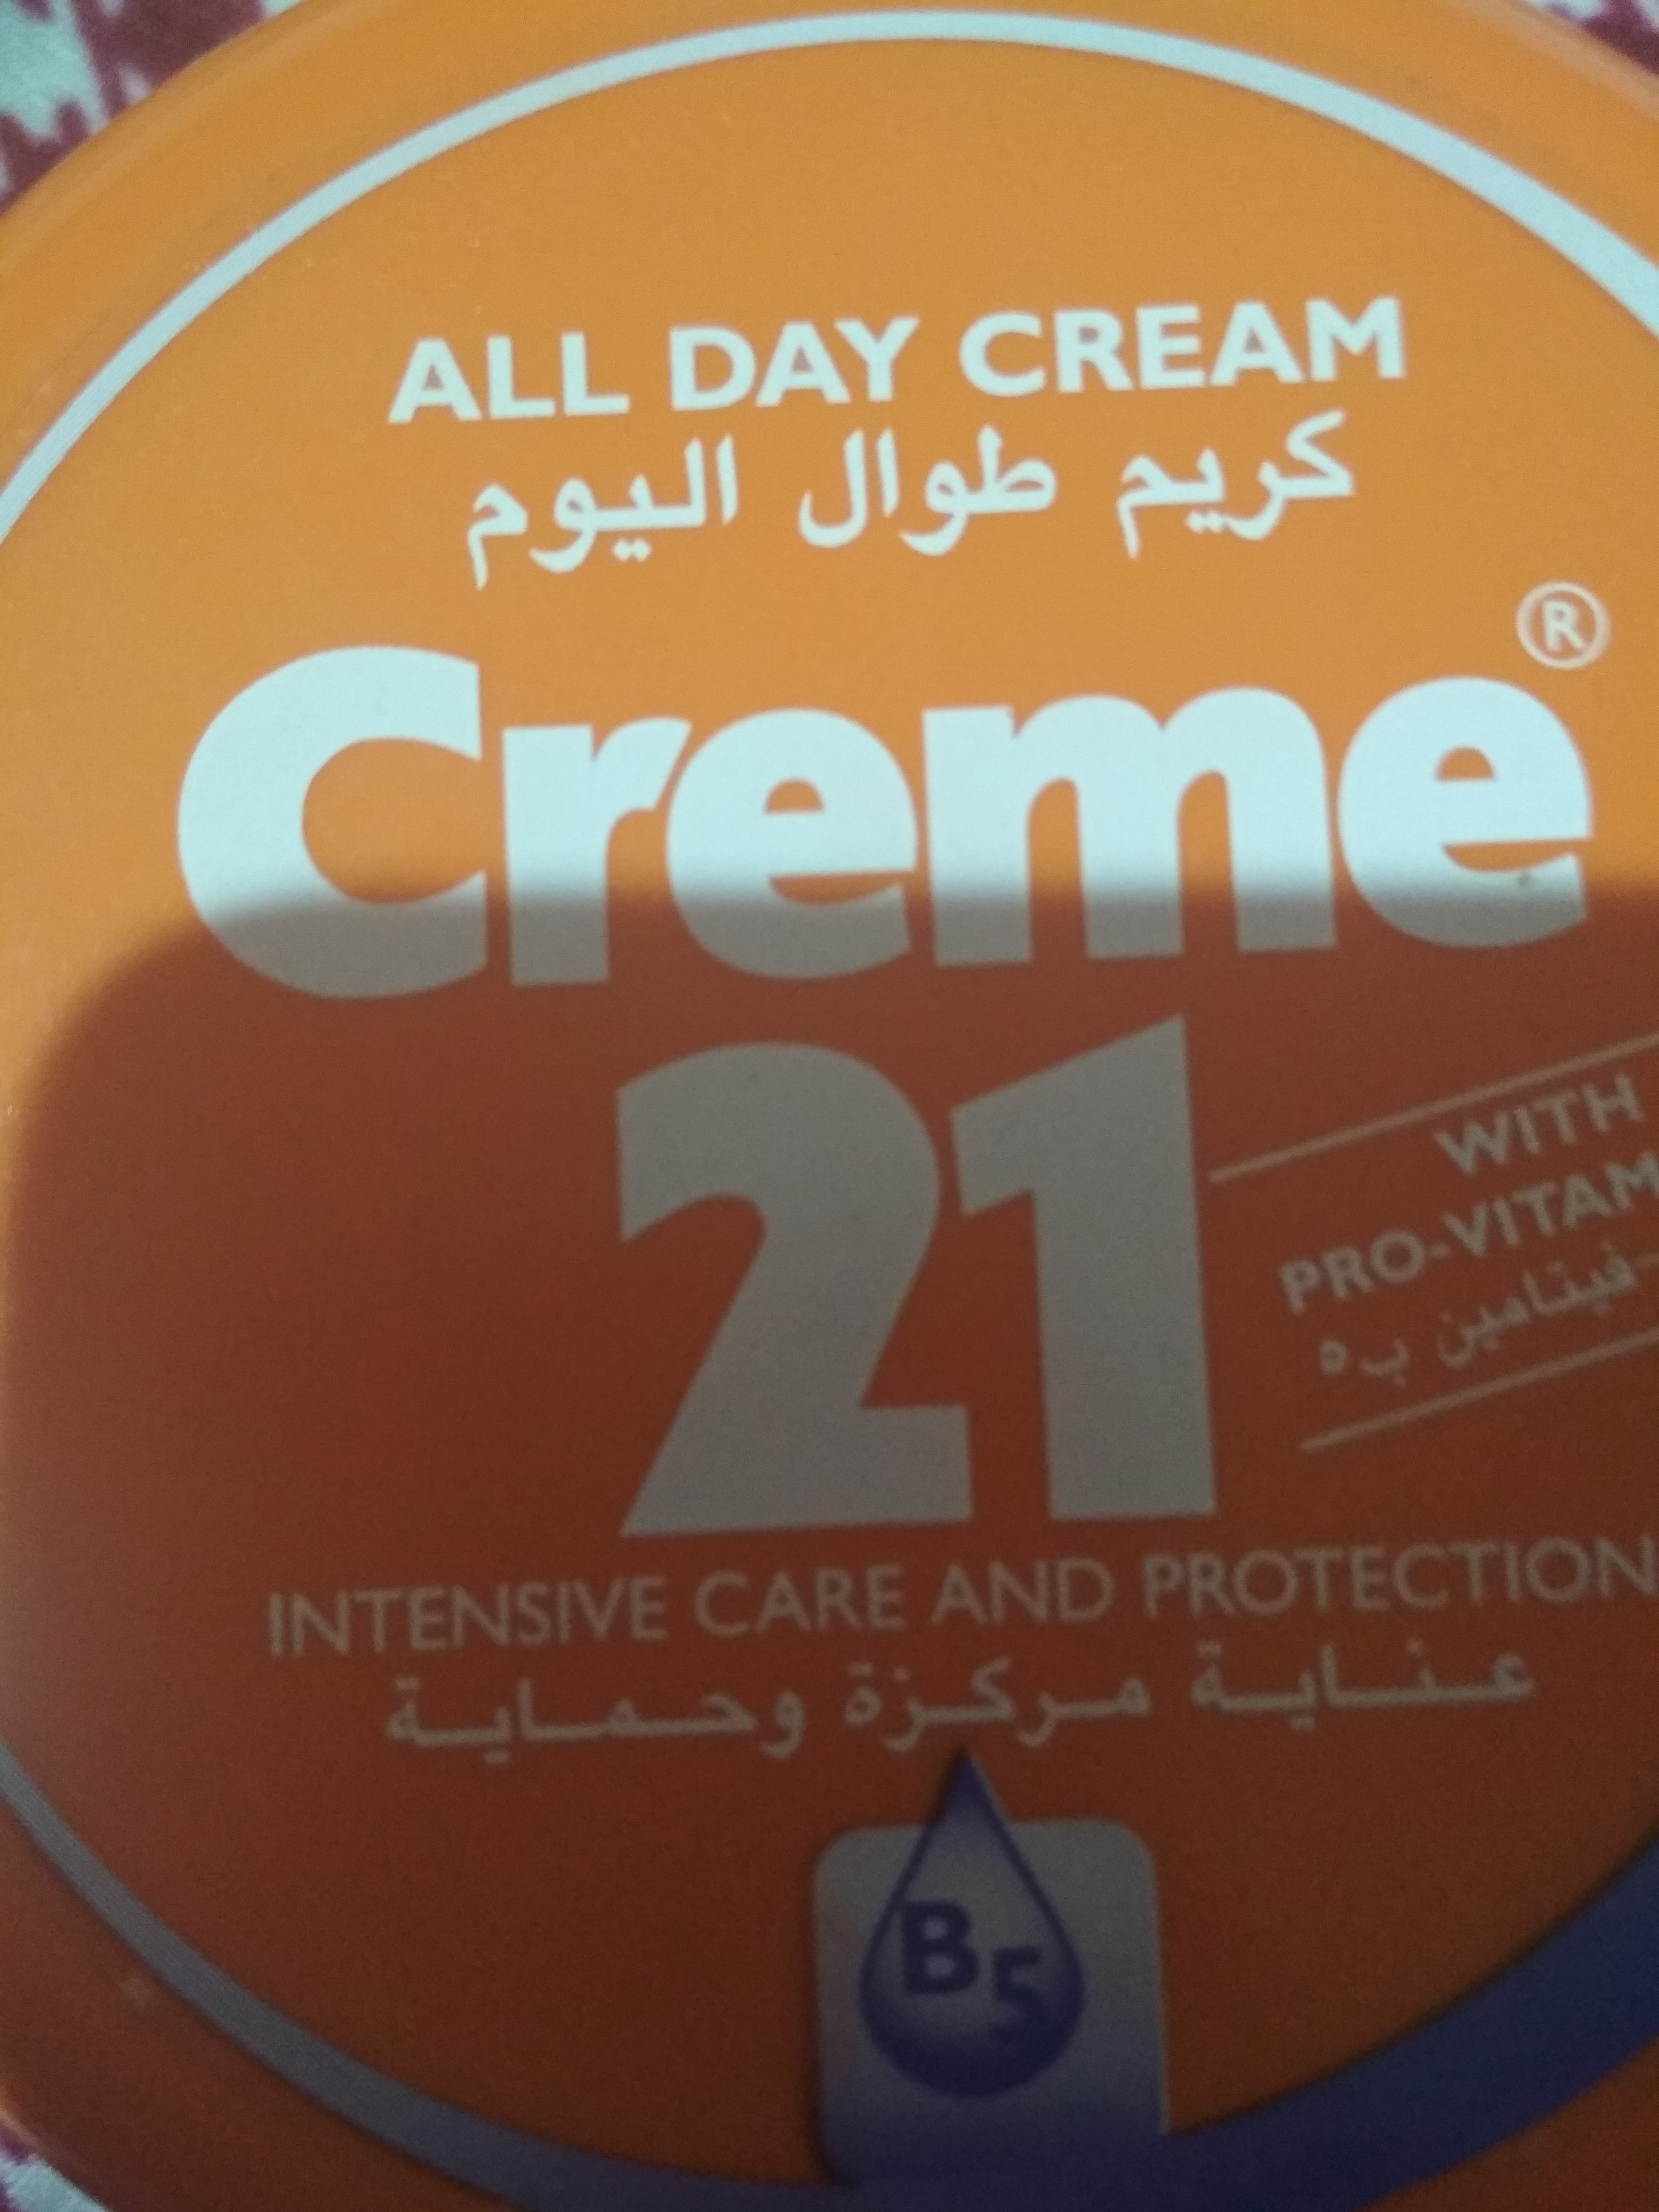 ALL DAY CREAM
كريم طوال اليوم
Creme®
21
WITH
PRO-VITAM
فيتامين ب٥
INTENSIVE CARE AND PROTECTION
عناية مركزة وحماية
B5